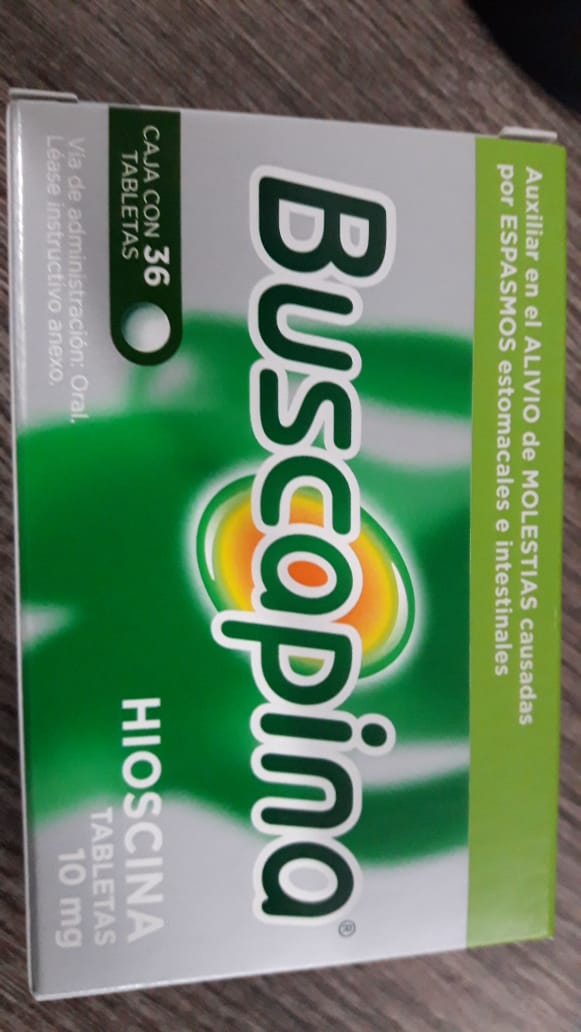 Auxiliar en el ALIVIO de MOLESTIAS causadas
por ESPASMOS estomacales e intestinales
Buscapina®
CAJA CON 36
TABLETAS
HIOSCINA
TABLETAS
10 mg
Vía de administración: Oral.
Léase instructivo anexo.